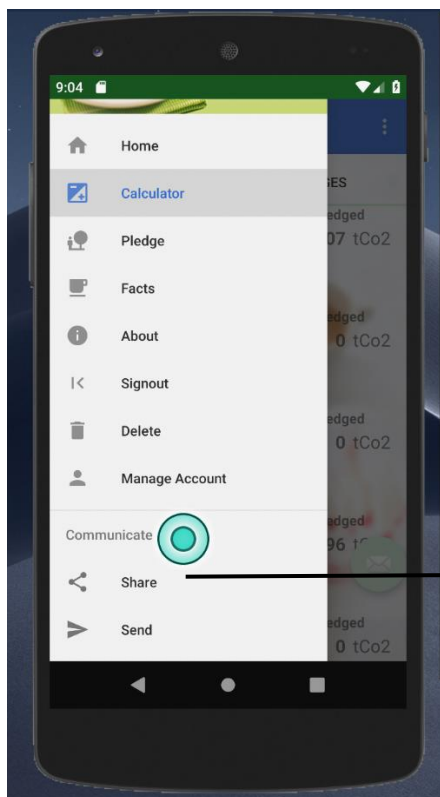 9:04
Home
Calculator
GES
Pledge
edged
07 tCo2
Facts
edged
0 tCo2
About
Signout
Delete
edged
0 tCo2
Manage Account
Communicate
edged
96
Share
Send
edged
0 tCo2